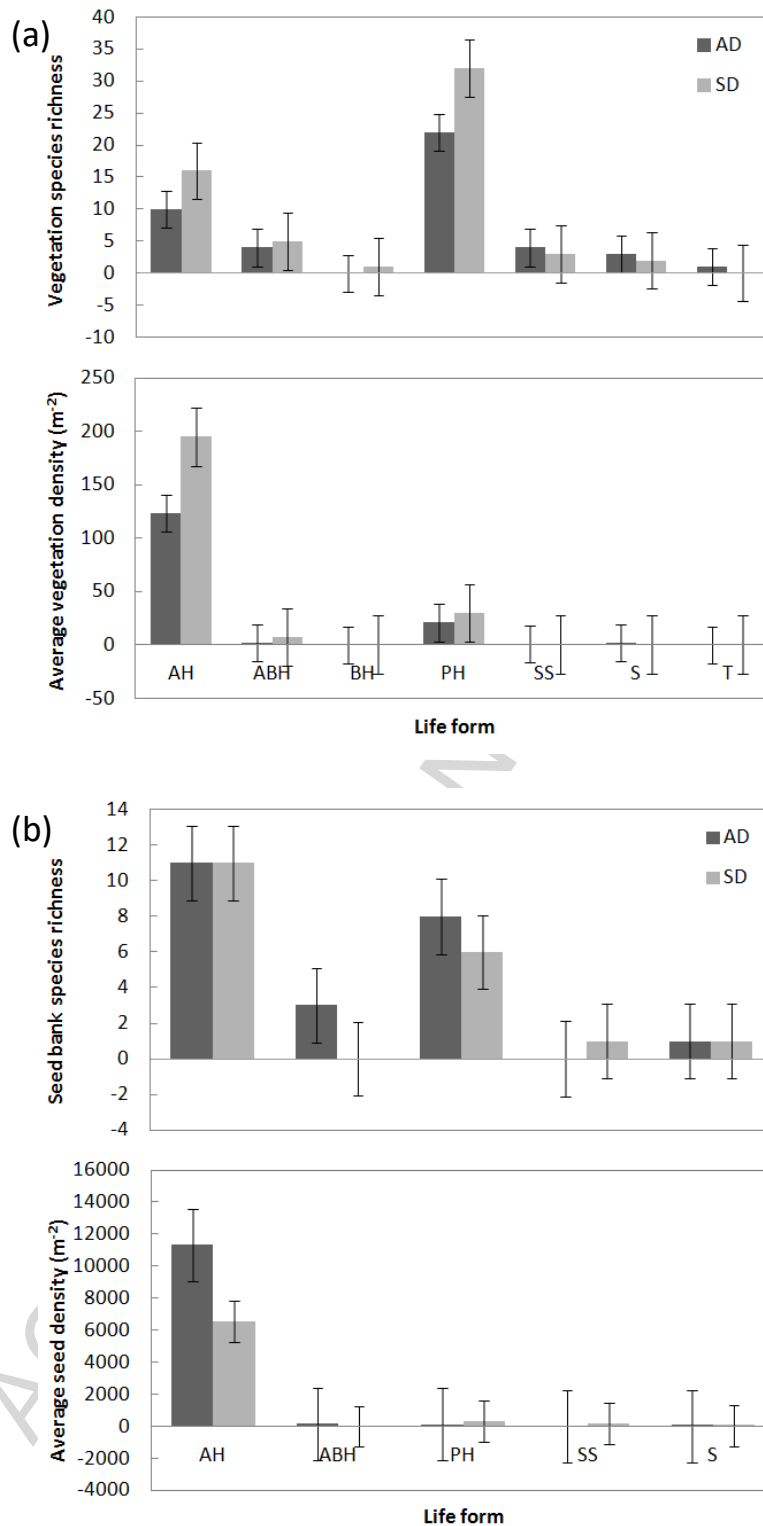 (a)
Vegetation species richness
40
35
30
25
20
15
10
5
0
-5
-10
AD
SD
Average vegetation density (m-2)
250
200
150
100
50
0
-50
AH ABH BH PH SS S T
Life form
(b)
Seed bank species richness
14
12
10
8
6
4
2
0
-2
-4
AD
SD
Average seed density (m-2)
16000
14000
12000
10000
8000
6000
4000
2000
0
-2000
-4000
AH ABH PH SS S
Life form